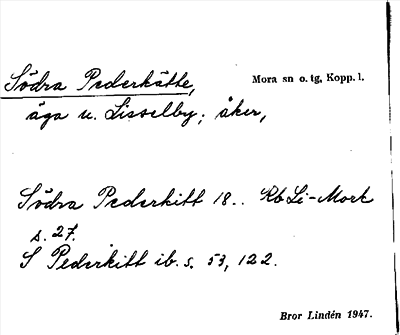 Södra Pederkätte, Mora sn o. tg, Kopp. l.
äga u. Lisselby; åker,
Södra Pederkitt 18.. Rb Li-Mork
s. 27.
S Pederkitt ib. s. 53, 122.
Bror Lindén 1947.